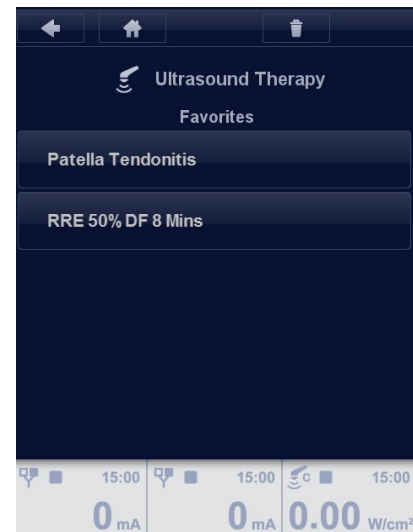 Ultrasound Therapy
Favorites
Patella Tendonitis
RRE 50% DF 8 Mins
15:00 15:00 C 15:00
0 mA 0 mA 0.00 W/cm²